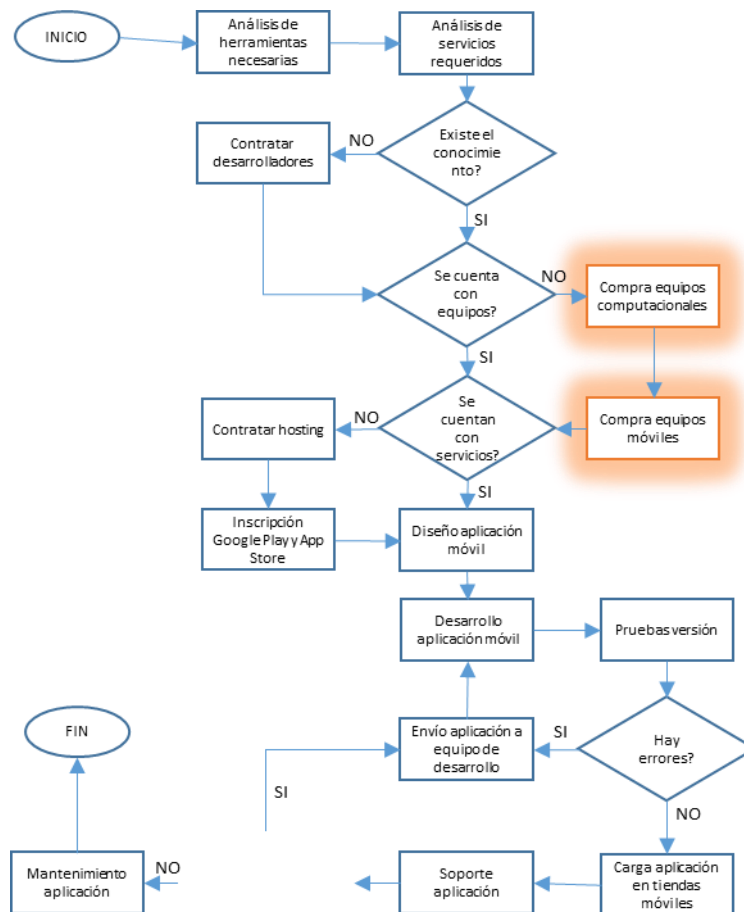 INICIO
Análisis de
herramientas
necesarias
Análisis de
servicios
requeridos
Existe el
conocimie
nto?
NO
Contratar
desarrolladores
SI
Se cuenta
con
equipos?
NO
Compra equipos
computacionales
SI
Se
cuentan
con
servicios?
NO
Contratar hosting
Compra equipos
móviles
SI
Inscripción
Google Play y App
Store
Diseño aplicación
móvil
Desarrollo
aplicación móvil
Pruebas versión
FIN
Envío aplicación a
equipo de
desarrollo
SI
Hay
errores?
SI
NO
Mantenimiento
aplicación
NO
Soporte
aplicación
Carga aplicación
en tiendas
móviles